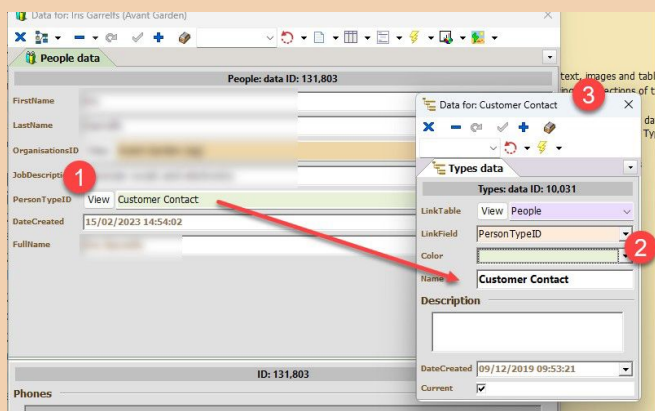 Data for: Iris Garrelfs (Avant Garden)
People data
People: data ID: 131,803
FirstName
LastName
OrganisationsID
JobDescripti
1
PersonTypeID View Customer Contact
DateCreated 15/02/2023 14:54:02
FullName
ID: 131,803
Phones
text, images and tabl
ections of t
3
Data for: Customer Contact
Types data
Types: data ID: 10,031
LinkTable View People
LinkField PersonTypeID
Color
2
Name Customer Contact
Description
DateCreated 09/12/2019 09:53:21
Current
da
Ty